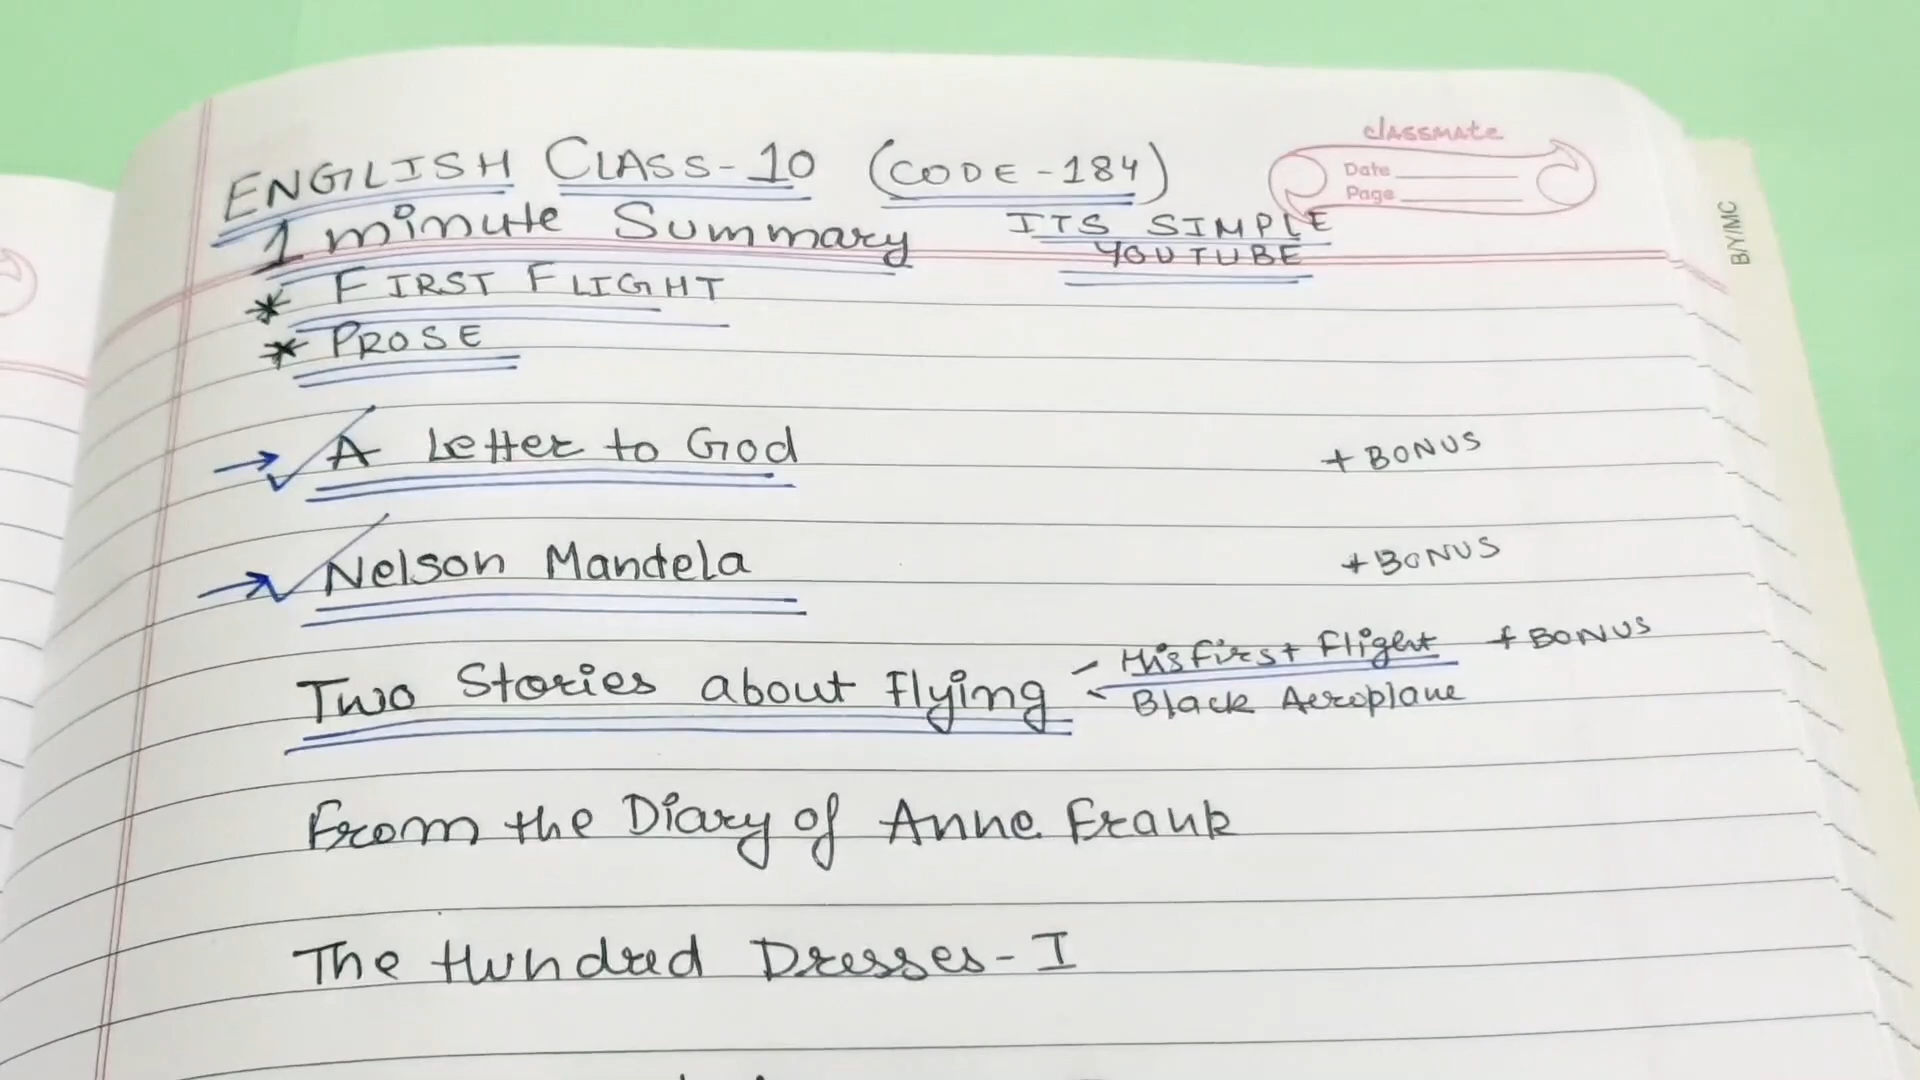 classmate
Date
Page
ENGLISH CLASS-10 (CODE-184)
1 minute Summary
ITS SIMPLE
YOUTUBE
* FIRST FLIGHT
* PROSE
→ ✓ A Letter to God + BONUS
→ ✓ Nelson Mandela + BONUS
Two Stories about Flying
His First Flight + BONUS
Black Aeroplane
From the Diary of Anne Frank
The Hundred Dresses-I
B/Y/MC